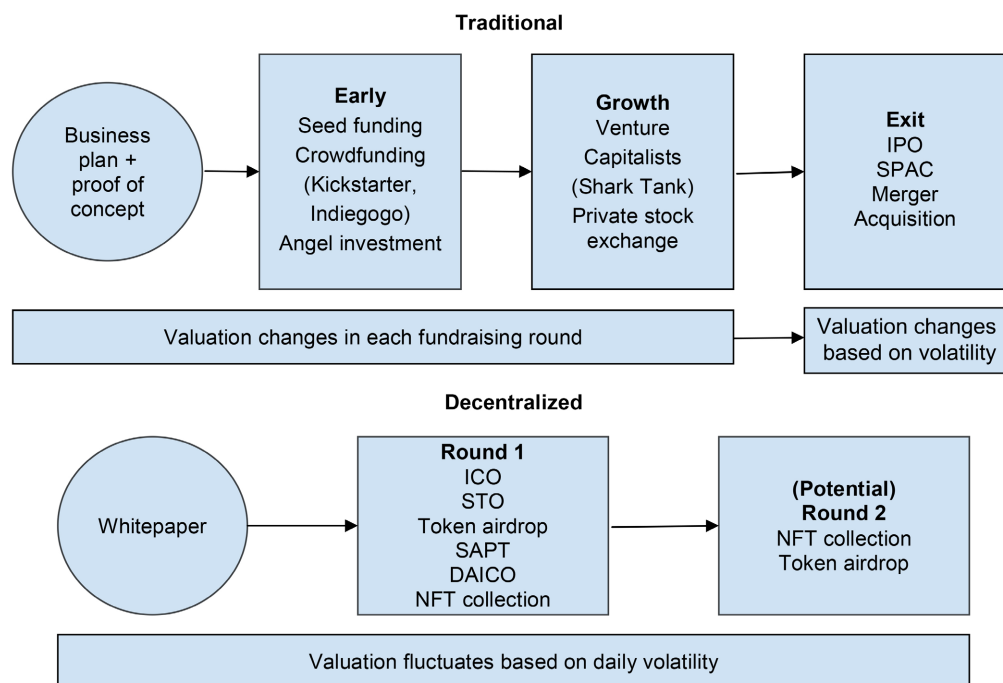 Traditional
Business
plan +
proof of
concept
Early
Seed funding
Crowdfunding
(Kickstarter,
Indiegogo)
Angel investment
Growth
Venture
Capitalists
(Shark Tank)
Private stock
exchange
Exit
IPO
SPAC
Merger
Acquisition
Valuation changes in each fundraising round
Valuation changes
based on volatility
Decentralized
Whitepaper
Round 1
ICO
STO
Token airdrop
SAPT
DAICO
NFT collection
(Potential)
Round 2
NFT collection
Token airdrop
Valuation fluctuates based on daily volatility